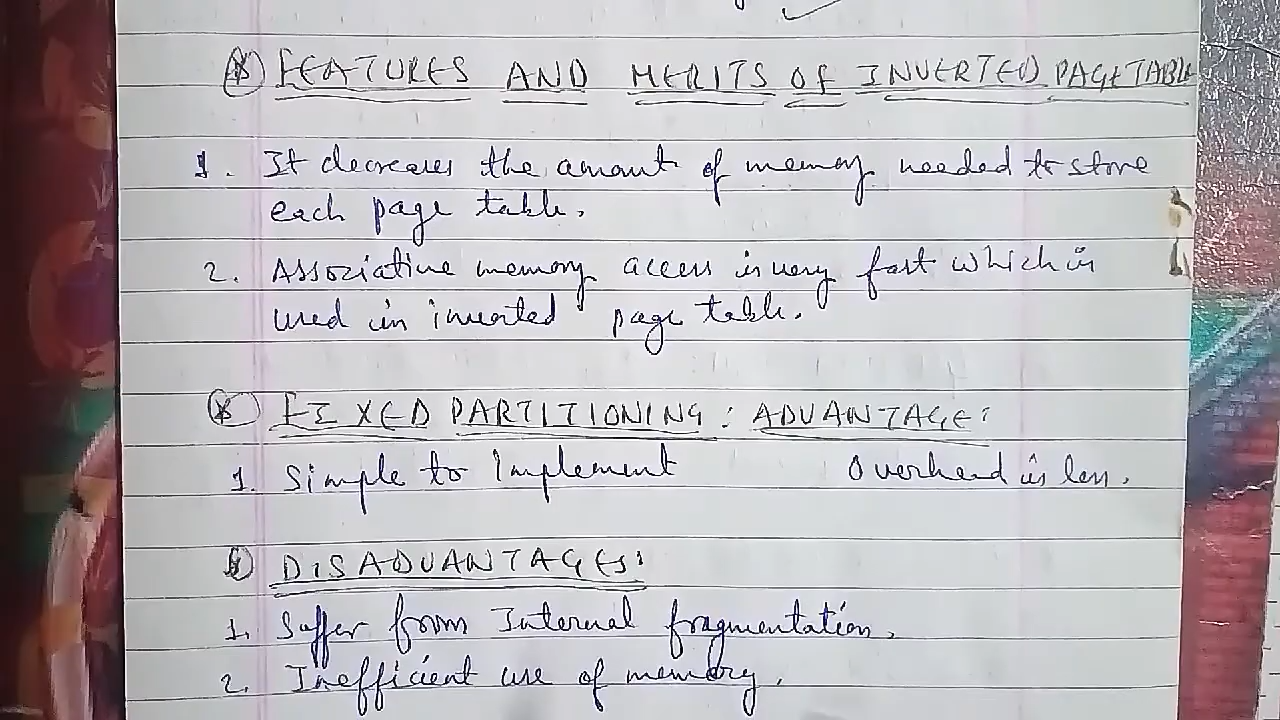 FEATURES AND MERITS OF INVERTED PAGE TABLE
1. It decreases the amount of memory needed to store
each page table.
2. Associative memory access is very fast which is
used in inverted page table.
FIXED PARTITIONING: ADVANTAGE:
1. Simple to Implement Overhead is less.
DISADVANTAGES:
1. Suffer from Internal fragmentation.
2. Inefficient use of memory.